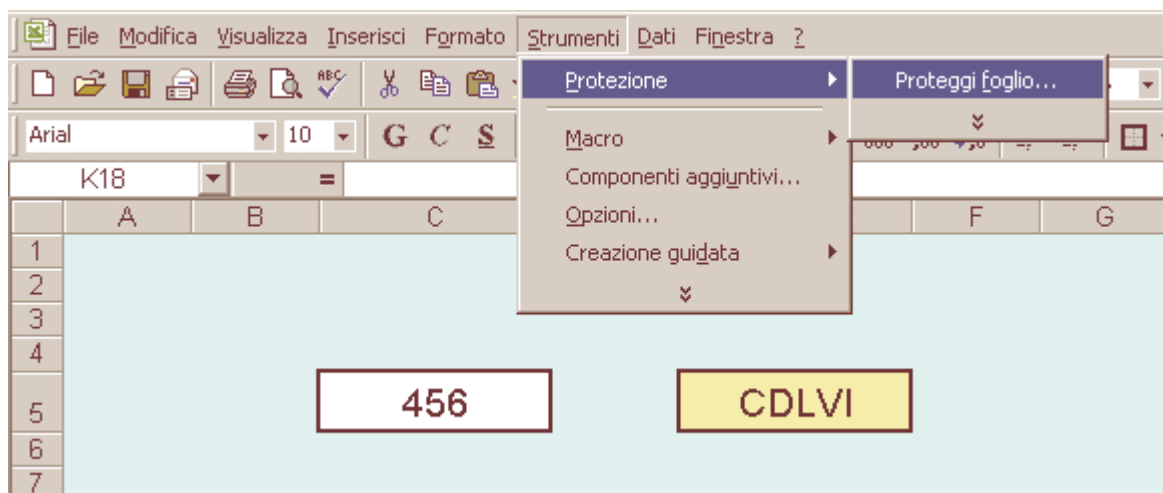 File Modifica Visualizza Inserisci Formato Strumenti Dati Finestra ?
ABC
Protezione
Proteggi foglio...
Arial 10 G C S
Macro
K18 =
Componenti aggiuntivi...
A B C F G
Opzioni...
1
Creazione guidata
2
3
4
5 456 CDLVI
6
7